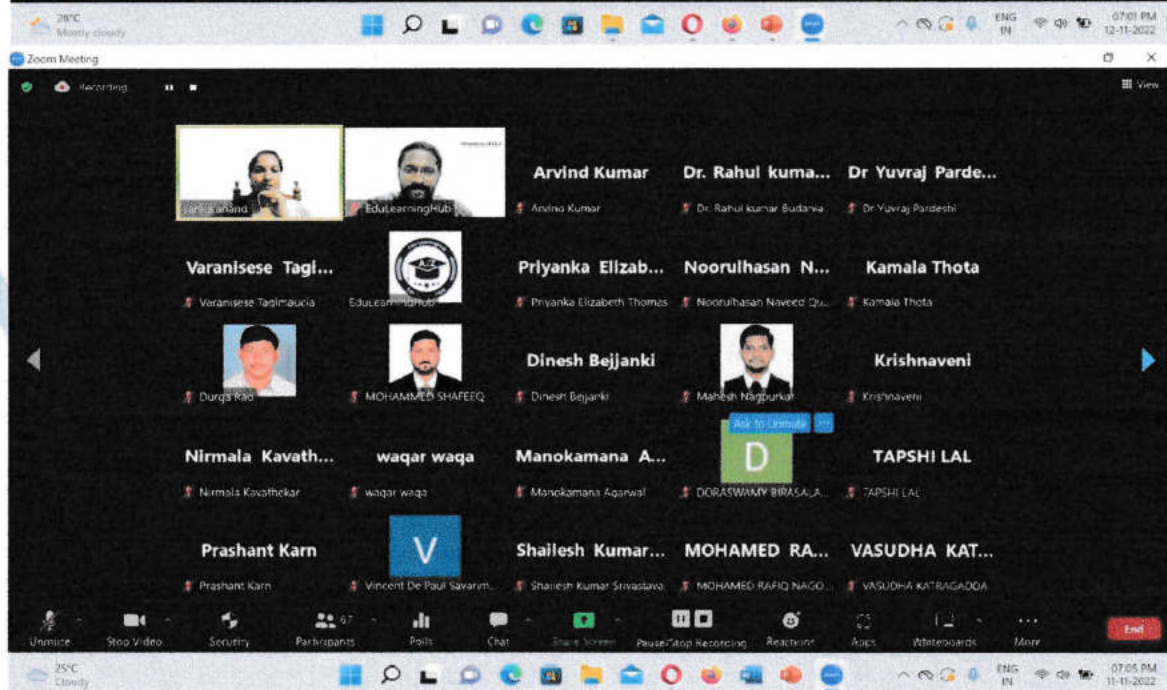 28°C
Mostly cloudy
ENG
IN
07:01 PM
12-11-2022
Zoom Meeting
Recording
View
EduLearningHub
Arvind Kumar
Dr. Rahul kuma...
Dr Yuvraj Parde...
Arvind Kumar
Dr. Rahul kumar Budania
Dr Yuvraj Pardeshi
Varanisese Tagi...
Priyanka Elizab...
Noorulhasan N...
Kamala Thota
Varanisese Tagimaucia
EduLearningHub
Priyanka Elizabeth Thomas
Noorulhasan Naveed Qu...
Kamala Thota
Dinesh Bejjanki
Krishnaveni
Durga Rao
MOHAMMED SHAFEEQ
Dinesh Bejjanki
Mahesh Nagpurkar
Krishnaveni
Ask to Unmute
Nirmala Kavath...
waqar waqa
Manokamana A...
D
TAPSHI LAL
Nirmala Kavathekar
waqar waqa
Manokamana Agarwal
DORASWAMY BIRASALA...
TAPSHI LAL
Prashant Karn
V
Shailesh Kumar...
MOHAMED RA...
VASUDHA KAT...
Prashant Karn
Vincent De Paul Savarim...
Shailesh Kumar Srivastava
MOHAMED RAFIQ NAGO...
VASUDHA KATRAGADDA
Unmute
Stop Video
Security
Participants
67
Polls
Chat
Share Screen
Pause/Stop Recording
Reactions
Apps
Whiteboards
More
End
25°C
Cloudy
ENG
IN
07:05 PM
11-11-2022